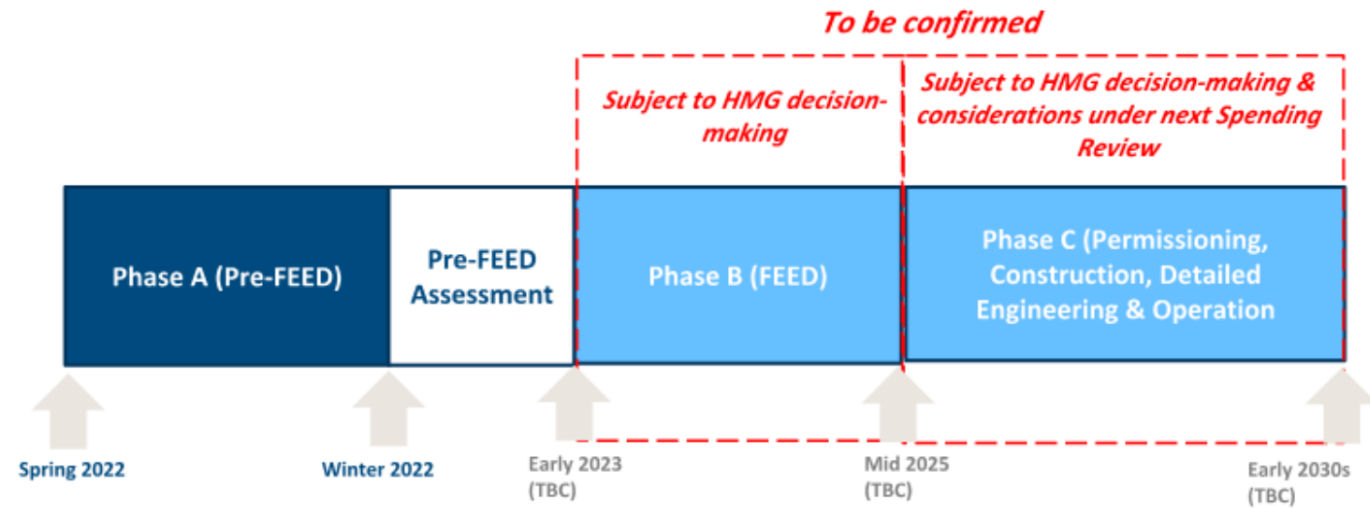 To be confirmed
Subject to HMG decision-
making
Subject to HMG decision-making &
considerations under next Spending
Review
Phase A (Pre-FEED)
Pre-FEED
Assessment
Phase B (FEED)
Phase C (Permissioning,
Construction, Detailed
Engineering & Operation
Spring 2022
Winter 2022
Early 2023
(TBC)
Mid 2025
(TBC)
Early 2030s
(TBC)